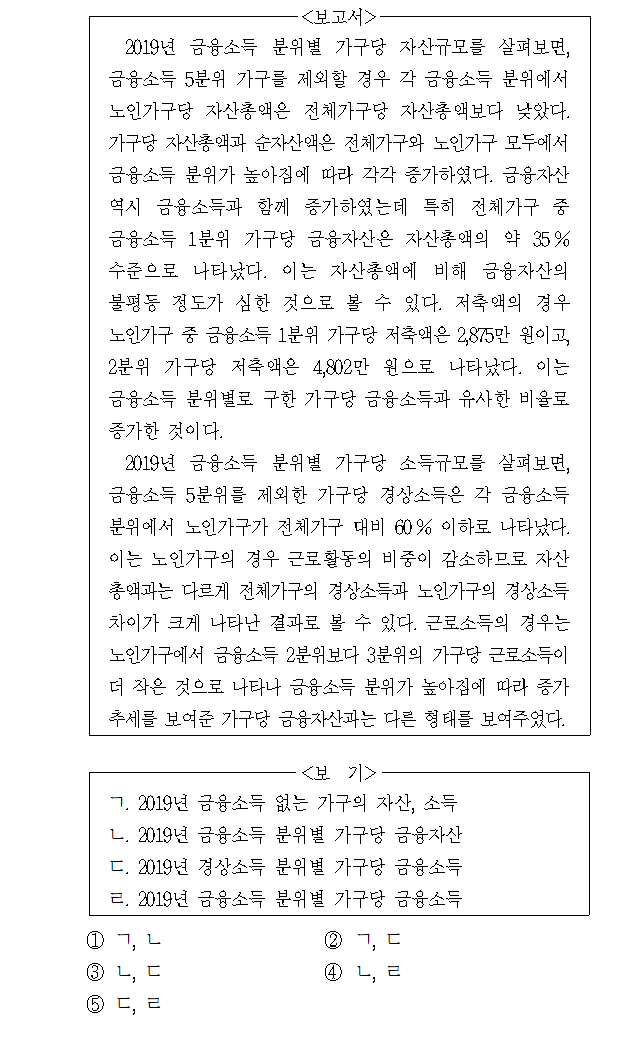 <보고서>
2019년 금융소득 분위별 가구당 자산규모를 살펴보면,
금융소득 5분위 가구를 제외할 경우 각 금융소득 분위에서
노인가구당 자산총액은 전체가구당 자산총액보다 낮았다.
가구당 자산총액과 순자산액은 전체가구와 노인가구 모두에서
금융소득 분위가 높아짐에 따라 각각 증가하였다. 금융자산
역시 금융소득과 함께 증가하였는데 특히 전체가구 중
금융소득 1분위 가구당 금융자산은 자산총액의 약 35%
수준으로 나타났다. 이는 자산총액에 비해 금융자산의
불평등 정도가 심한 것으로 볼 수 있다. 저축액의 경우
노인가구 중 금융소득 1분위 가구당 저축액은 2,875만 원이고,
2분위 가구당 저축액은 4,802만 원으로 나타났다. 이는
금융소득 분위별로 구한 가구당 금융소득과 유사한 비율로
증가한 것이다.
2019년 금융소득 분위별 가구당 소득규모를 살펴보면,
금융소득 5분위를 제외한 가구당 경상소득은 각 금융소득
분위에서 노인가구가 전체가구 대비 60% 이하로 나타났다.
이는 노인가구의 경우 근로활동의 비중이 감소하므로 자산
총액과는 다르게 전체가구의 경상소득과 노인가구의 경상소득
차이가 크게 나타난 결과로 볼 수 있다. 근로소득의 경우는
노인가구에서 금융소득 2분위보다 3분위의 가구당 근로소득이
더 작은 것으로 나타나 금융소득 분위가 높아짐에 따라 증가
추세를 보여준 가구당 금융자산과는 다른 형태를 보여주었다.
<보 기>
ㄱ. 2019년 금융소득 없는 가구의 자산, 소득
ㄴ. 2019년 금융소득 분위별 가구당 금융자산
ㄷ. 2019년 경상소득 분위별 가구당 금융소득
ㄹ. 2019년 금융소득 분위별 가구당 금융소득
① ㄱ, ㄴ ② ㄱ, ㄷ
③ ㄴ, ㄷ ④ ㄴ, ㄹ
⑤ ㄷ, ㄹ